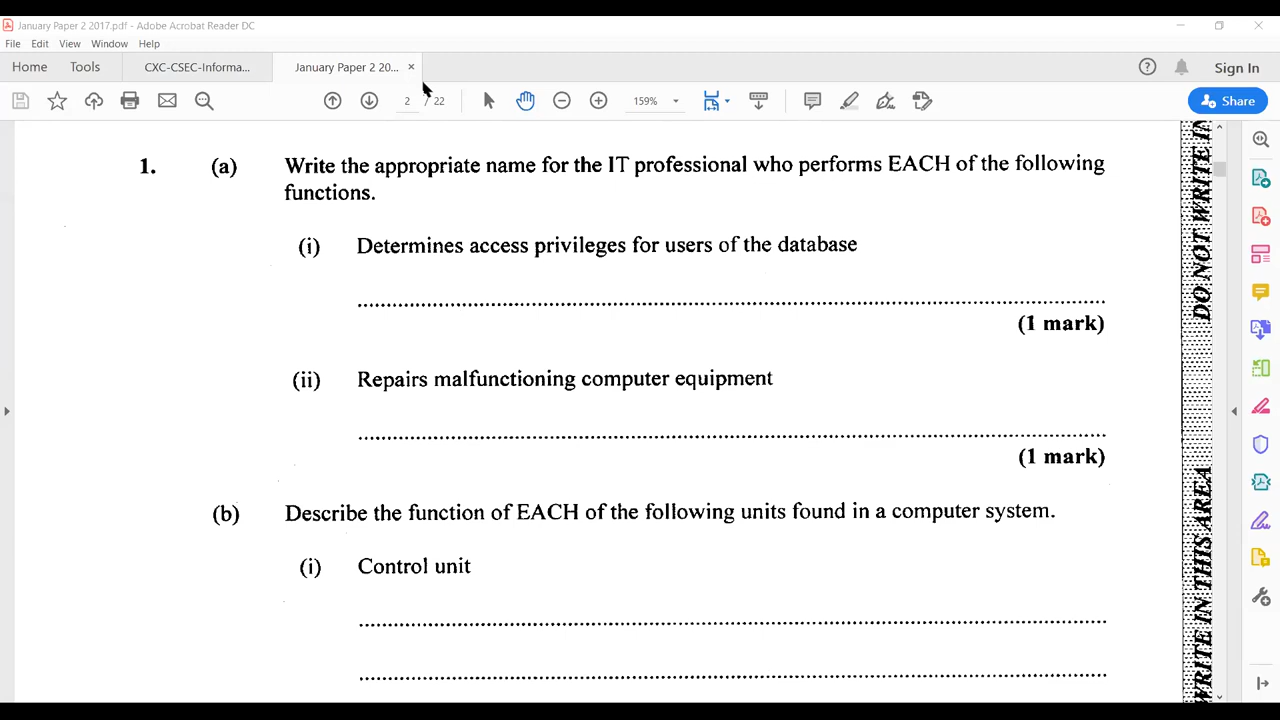 January Paper 2 2017.pdf - Adobe Acrobat Reader DC
File Edit View Window Help
Home Tools CXC-CSEC-Informa... January Paper 2 20... × Sign In
2 / 22 159% Share
1. (a) Write the appropriate name for the IT professional who performs EACH of the following
functions.
(i) Determines access privileges for users of the database
(1 mark)
(ii) Repairs malfunctioning computer equipment
(1 mark)
(b) Describe the function of EACH of the following units found in a computer system.
(i) Control unit
DO NOT WRITE IN
WRITE IN THIS AREA